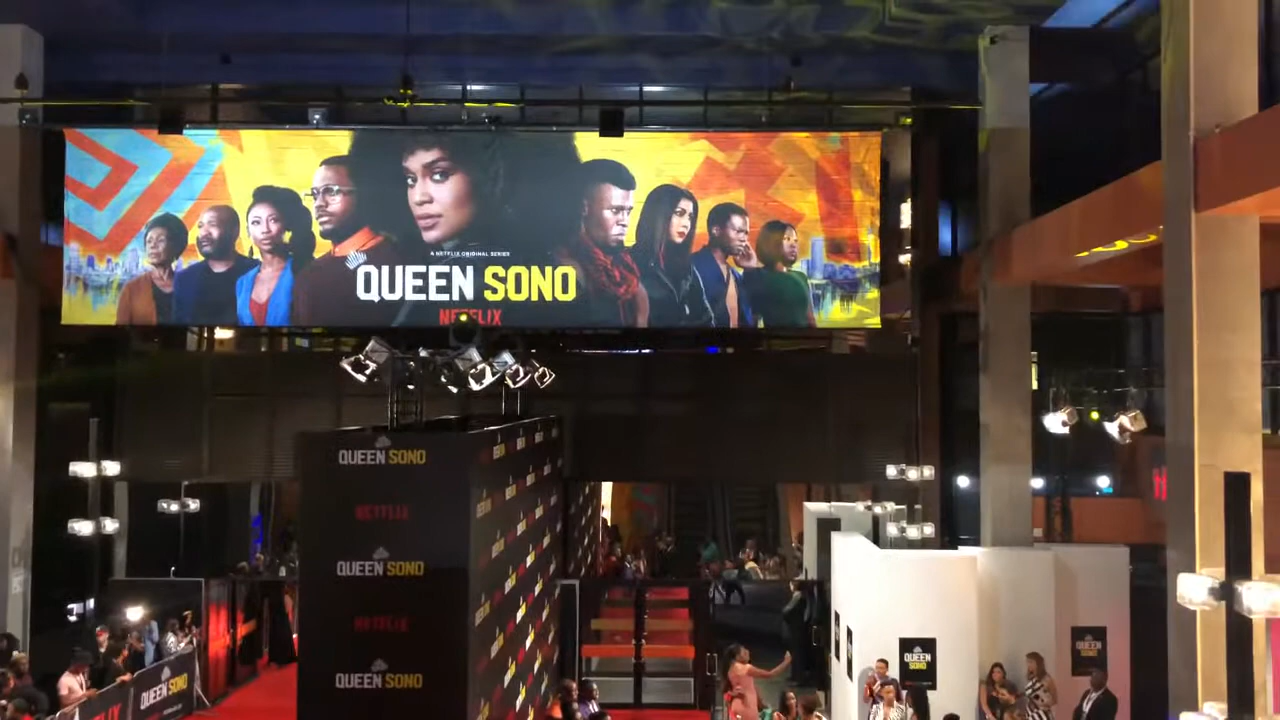 A NETFLIX ORIGINAL SERIES
QUEEN SONO
NETFLIX
QUEEN SONO
NETFLIX
QUEEN SONO
NETFLIX
QUEEN SONO
QUEEN SONO
QUEEN
SONO
QUEEN
SONO